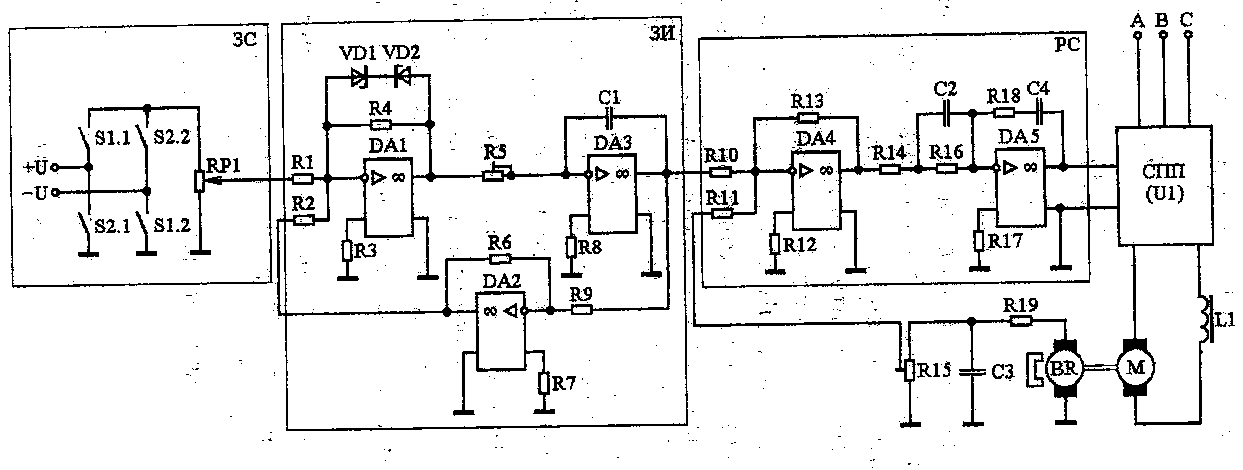 ЗС
S1.1
S2.2
+U
−U
RP1
S2.1
S1.2
ЗИ
VD1
VD2
R4
R1
DA1
∞
R2
R3
R5
C1
DA3
∞
R8
R6
DA2
∞
R9
R7
РС
R13
R10
DA4
∞
R11
R12
R14
C2
R16
R18
C4
DA5
∞
R17
A
B
C
СПП
(U1)
L1
R19
R15
C3
BR
M